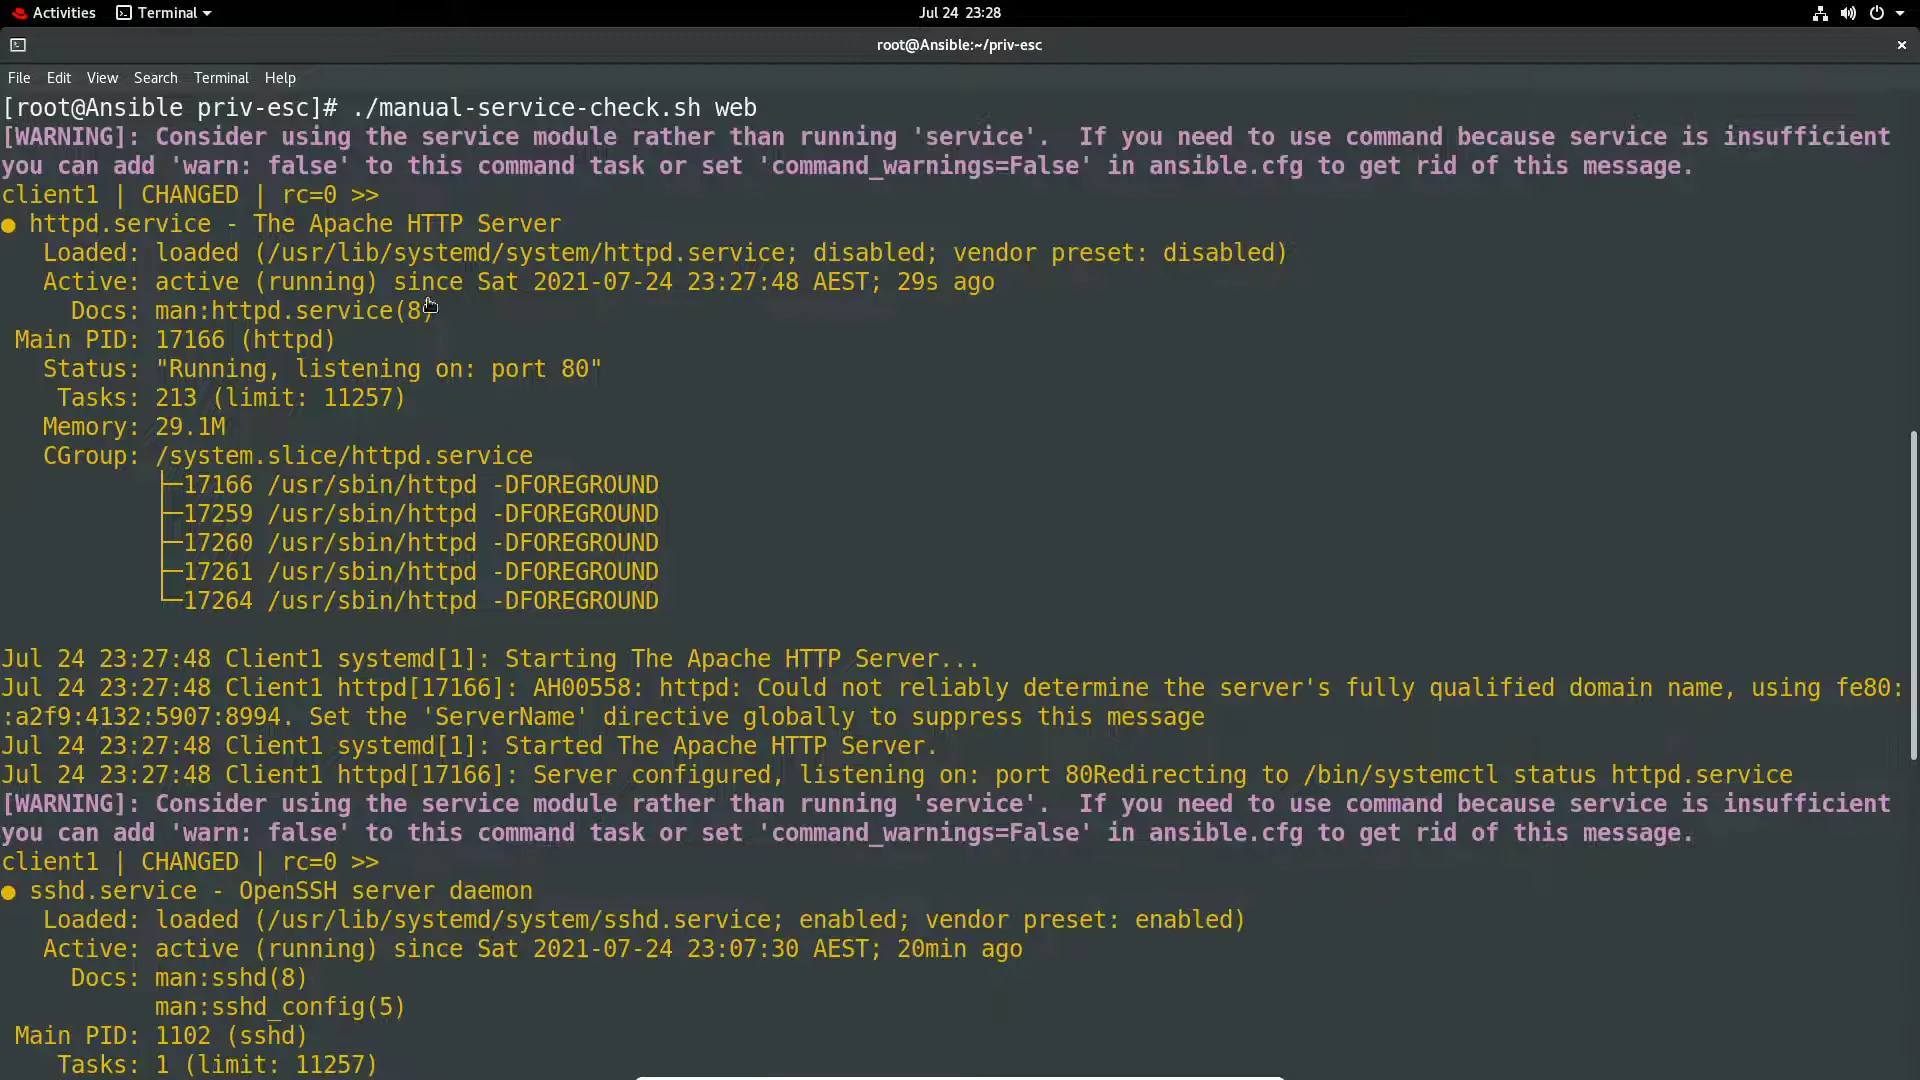 Activities Terminal Jul 24 23:28
root@Ansible:~/priv-esc
File Edit View Search Terminal Help
[root@Ansible priv-esc]# ./manual-service-check.sh web
[WARNING]: Consider using the service module rather than running 'service'.  If you need to use command because service is insufficient
you can add 'warn: false' to this command task or set 'command_warnings=False' in ansible.cfg to get rid of this message.
client1 | CHANGED | rc=0 >>
● httpd.service - The Apache HTTP Server
   Loaded: loaded (/usr/lib/systemd/system/httpd.service; disabled; vendor preset: disabled)
   Active: active (running) since Sat 2021-07-24 23:27:48 AEST; 29s ago
     Docs: man:httpd.service(8)
 Main PID: 17166 (httpd)
   Status: "Running, listening on: port 80"
    Tasks: 213 (limit: 11257)
   Memory: 29.1M
   CGroup: /system.slice/httpd.service
           ├─17166 /usr/sbin/httpd -DFOREGROUND
           ├─17259 /usr/sbin/httpd -DFOREGROUND
           ├─17260 /usr/sbin/httpd -DFOREGROUND
           ├─17261 /usr/sbin/httpd -DFOREGROUND
           └─17264 /usr/sbin/httpd -DFOREGROUND
Jul 24 23:27:48 Client1 systemd[1]: Starting The Apache HTTP Server...
Jul 24 23:27:48 Client1 httpd[17166]: AH00558: httpd: Could not reliably determine the server's fully qualified domain name, using fe80:
:a2f9:4132:5907:8994. Set the 'ServerName' directive globally to suppress this message
Jul 24 23:27:48 Client1 systemd[1]: Started The Apache HTTP Server.
Jul 24 23:27:48 Client1 httpd[17166]: Server configured, listening on: port 80Redirecting to /bin/systemctl status httpd.service
[WARNING]: Consider using the service module rather than running 'service'.  If you need to use command because service is insufficient
you can add 'warn: false' to this command task or set 'command_warnings=False' in ansible.cfg to get rid of this message.
client1 | CHANGED | rc=0 >>
● sshd.service - OpenSSH server daemon
   Loaded: loaded (/usr/lib/systemd/system/sshd.service; enabled; vendor preset: enabled)
   Active: active (running) since Sat 2021-07-24 23:07:30 AEST; 20min ago
     Docs: man:sshd(8)
           man:sshd_config(5)
 Main PID: 1102 (sshd)
    Tasks: 1 (limit: 11257)